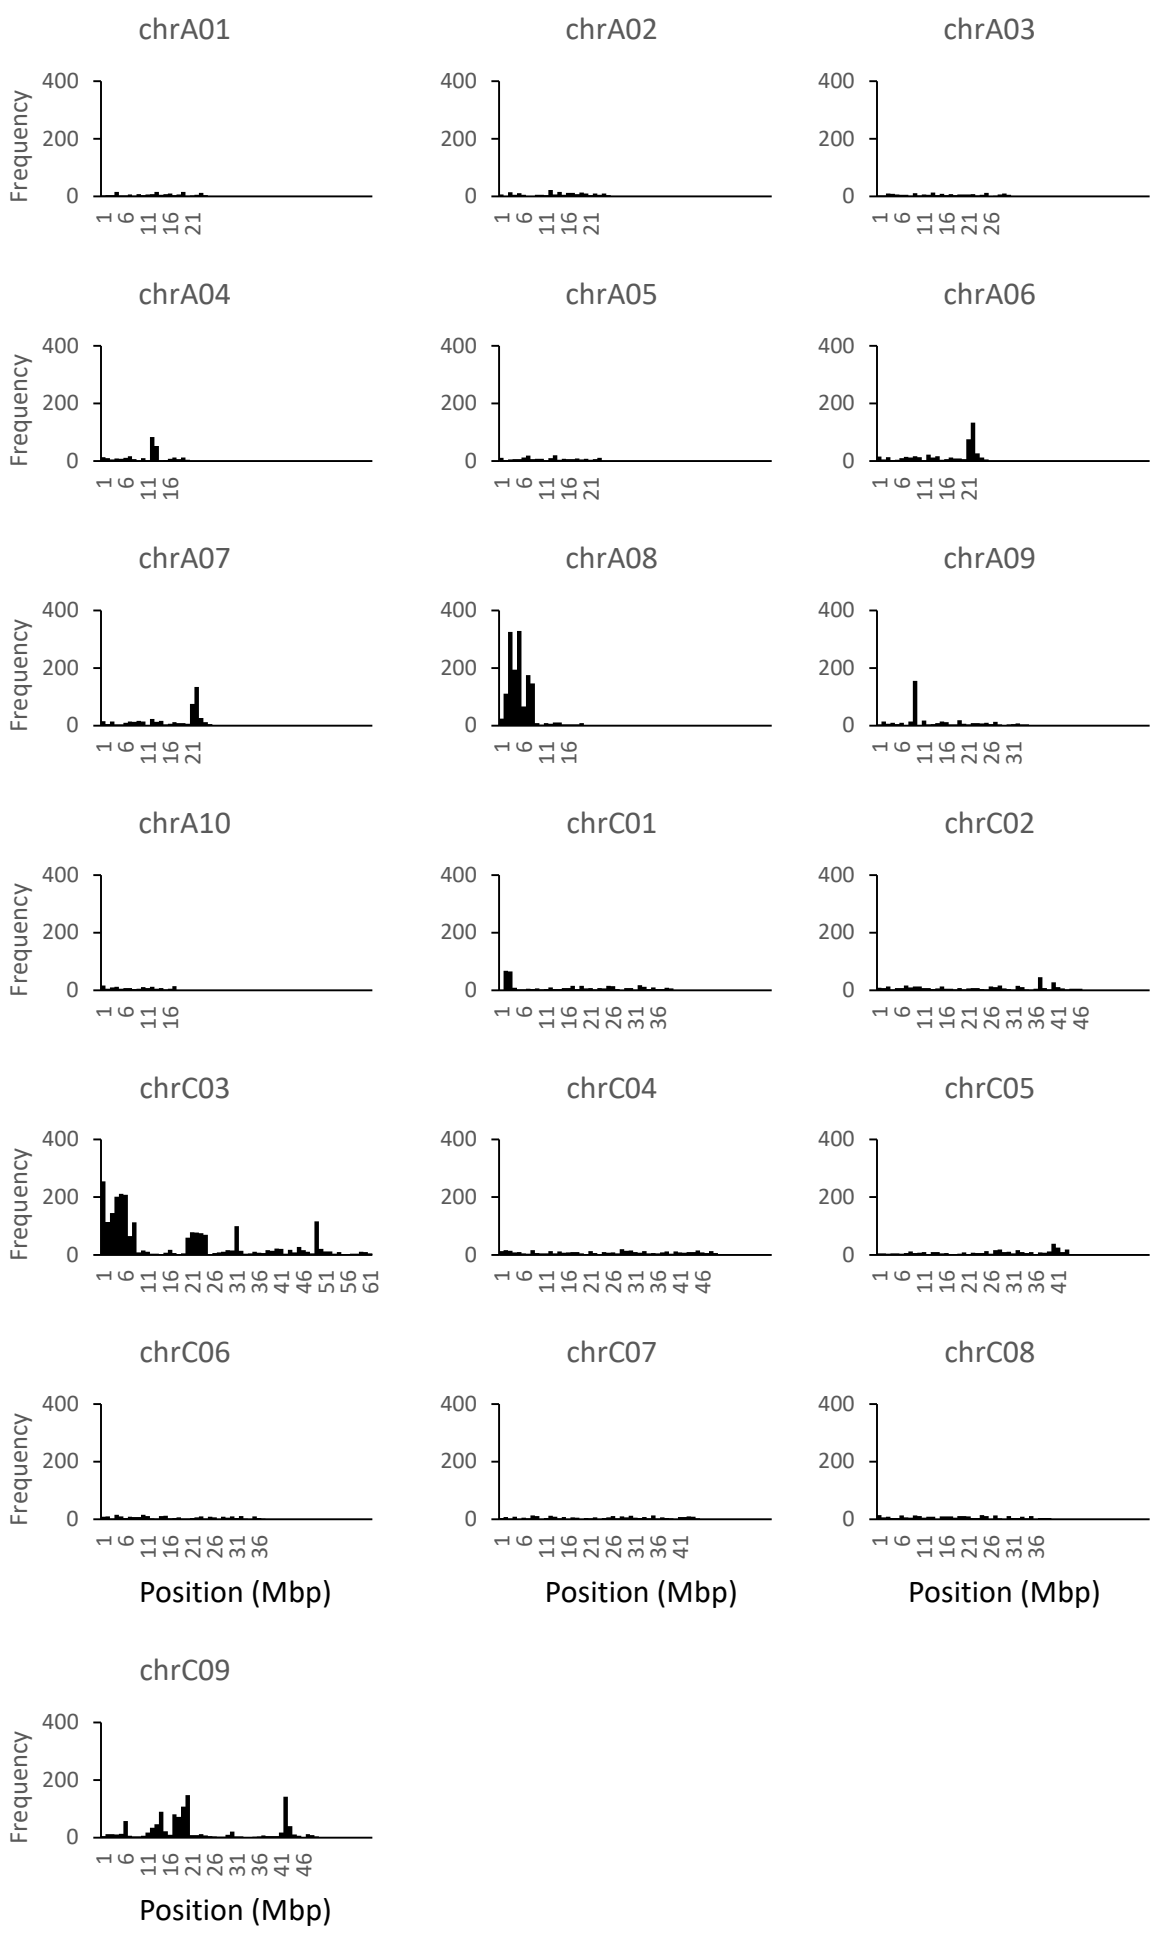 chrA01 chrA02 chrA03
Frequency
400 400 400
200 200 200
0 0 0
1 6 11 16 21 1 6 11 16 21 1 6 11 16 21 26
chrA04 chrA05 chrA06
Frequency
400 400 400
200 200 200
0 0 0
1 6 11 16 1 6 11 16 21 1 6 11 16 21
chrA07 chrA08 chrA09
Frequency
400 400 400
200 200 200
0 0 0
1 6 11 16 21 1 6 11 16 1 6 11 16 21 26 31
chrA10 chrC01 chrC02
Frequency
400 400 400
200 200 200
0 0 0
1 6 11 16 1 6 11 16 21 26 31 36 1 6 11 16 21 26 31 36 41 46
chrC03 chrC04 chrC05
Frequency
400 400 400
200 200 200
0 0 0
1 6 11 16 21 26 31 36 41 46 51 56 61 1 6 11 16 21 26 31 36 41 46 1 6 11 16 21 26 31 36 41
chrC06 chrC07 chrC08
Frequency
400 400 400
200 200 200
0 0 0
1 6 11 16 21 26 31 36 1 6 11 16 21 26 31 36 41 1 6 11 16 21 26 31 36
Position (Mbp) Position (Mbp) Position (Mbp)
chrC09
Frequency
400
200
0
1 6 11 16 21 26 31 36 41 46
Position (Mbp)